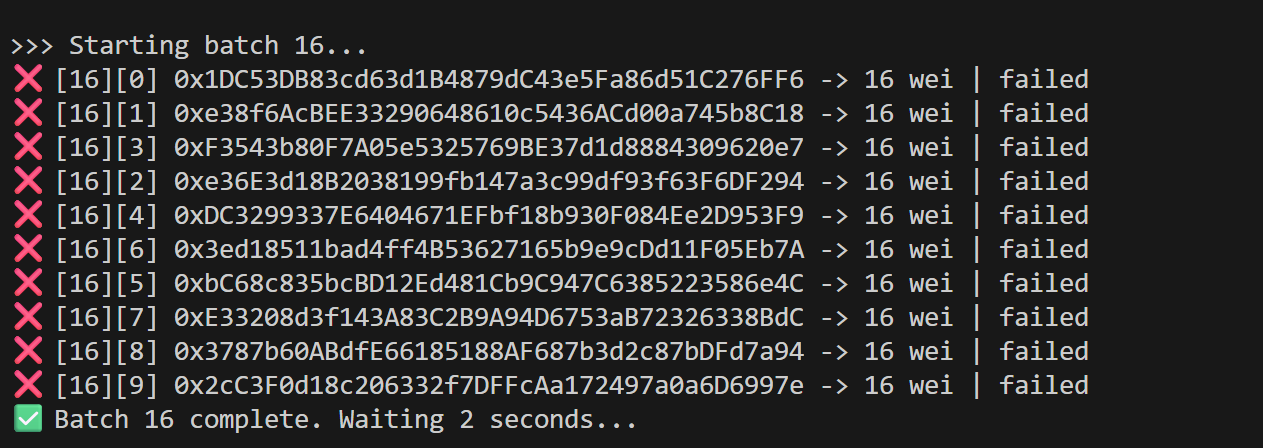 >>> Starting batch 16...
❌ [16][0] 0x1DC53DB83cd63d1B4879dC43e5Fa86d51C276FF6 -> 16 wei | failed
❌ [16][1] 0xe38f6AcBEE33290648610c5436ACd00a745b8C18 -> 16 wei | failed
❌ [16][3] 0xF3543b80F7A05e5325769BE37d1d8884309620e7 -> 16 wei | failed
❌ [16][2] 0xe36E3d18B2038199fb147a3c99df93f63F6DF294 -> 16 wei | failed
❌ [16][4] 0xDC3299337E6404671EFbf18b930F084Ee2D953F9 -> 16 wei | failed
❌ [16][6] 0x3ed18511bad4ff4B53627165b9e9cDd11F05Eb7A -> 16 wei | failed
❌ [16][5] 0xbC68c835bcBD12Ed481Cb9C947C6385223586e4C -> 16 wei | failed
❌ [16][7] 0xE33208d3f143A83C2B9A94D6753aB72326338BdC -> 16 wei | failed
❌ [16][8] 0x3787b60ABdfE66185188AF687b3d2c87bDFd7a94 -> 16 wei | failed
❌ [16][9] 0x2cC3F0d18c206332f7DFFcAa172497a0a6D6997e -> 16 wei | failed
✅ Batch 16 complete. Waiting 2 seconds...